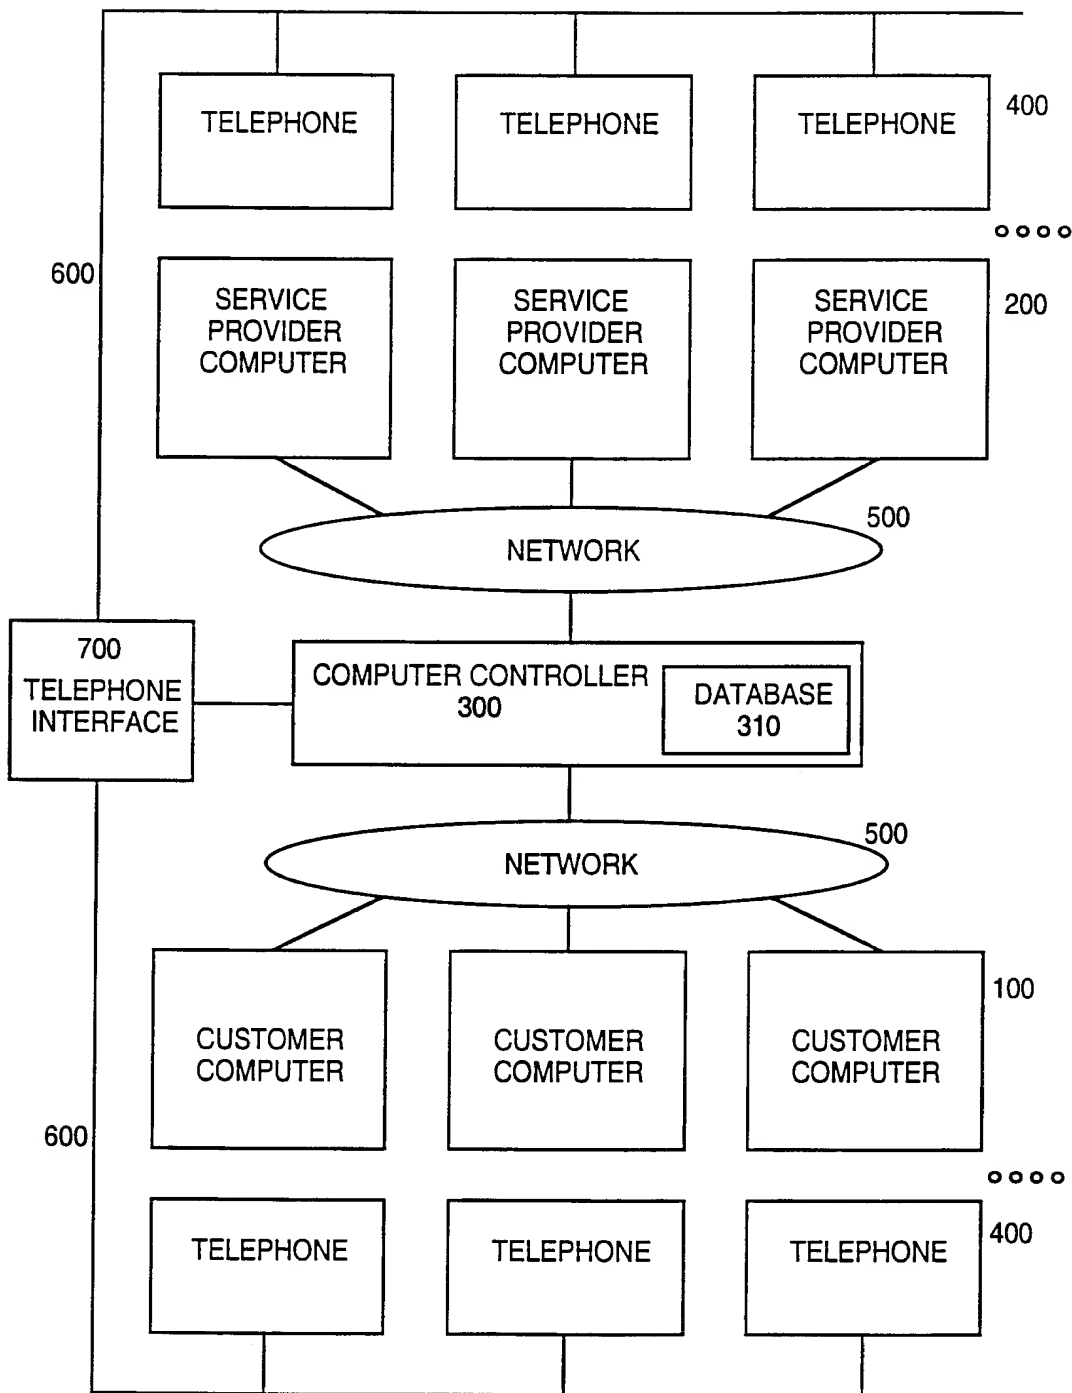 TELEPHONE
TELEPHONE
TELEPHONE
400
600
SERVICE
PROVIDER
COMPUTER
SERVICE
PROVIDER
COMPUTER
SERVICE
PROVIDER
COMPUTER
200
500
NETWORK
700
TELEPHONE
INTERFACE
COMPUTER CONTROLLER
300
DATABASE
310
500
NETWORK
100
CUSTOMER
COMPUTER
CUSTOMER
COMPUTER
CUSTOMER
COMPUTER
600
TELEPHONE
TELEPHONE
TELEPHONE
400